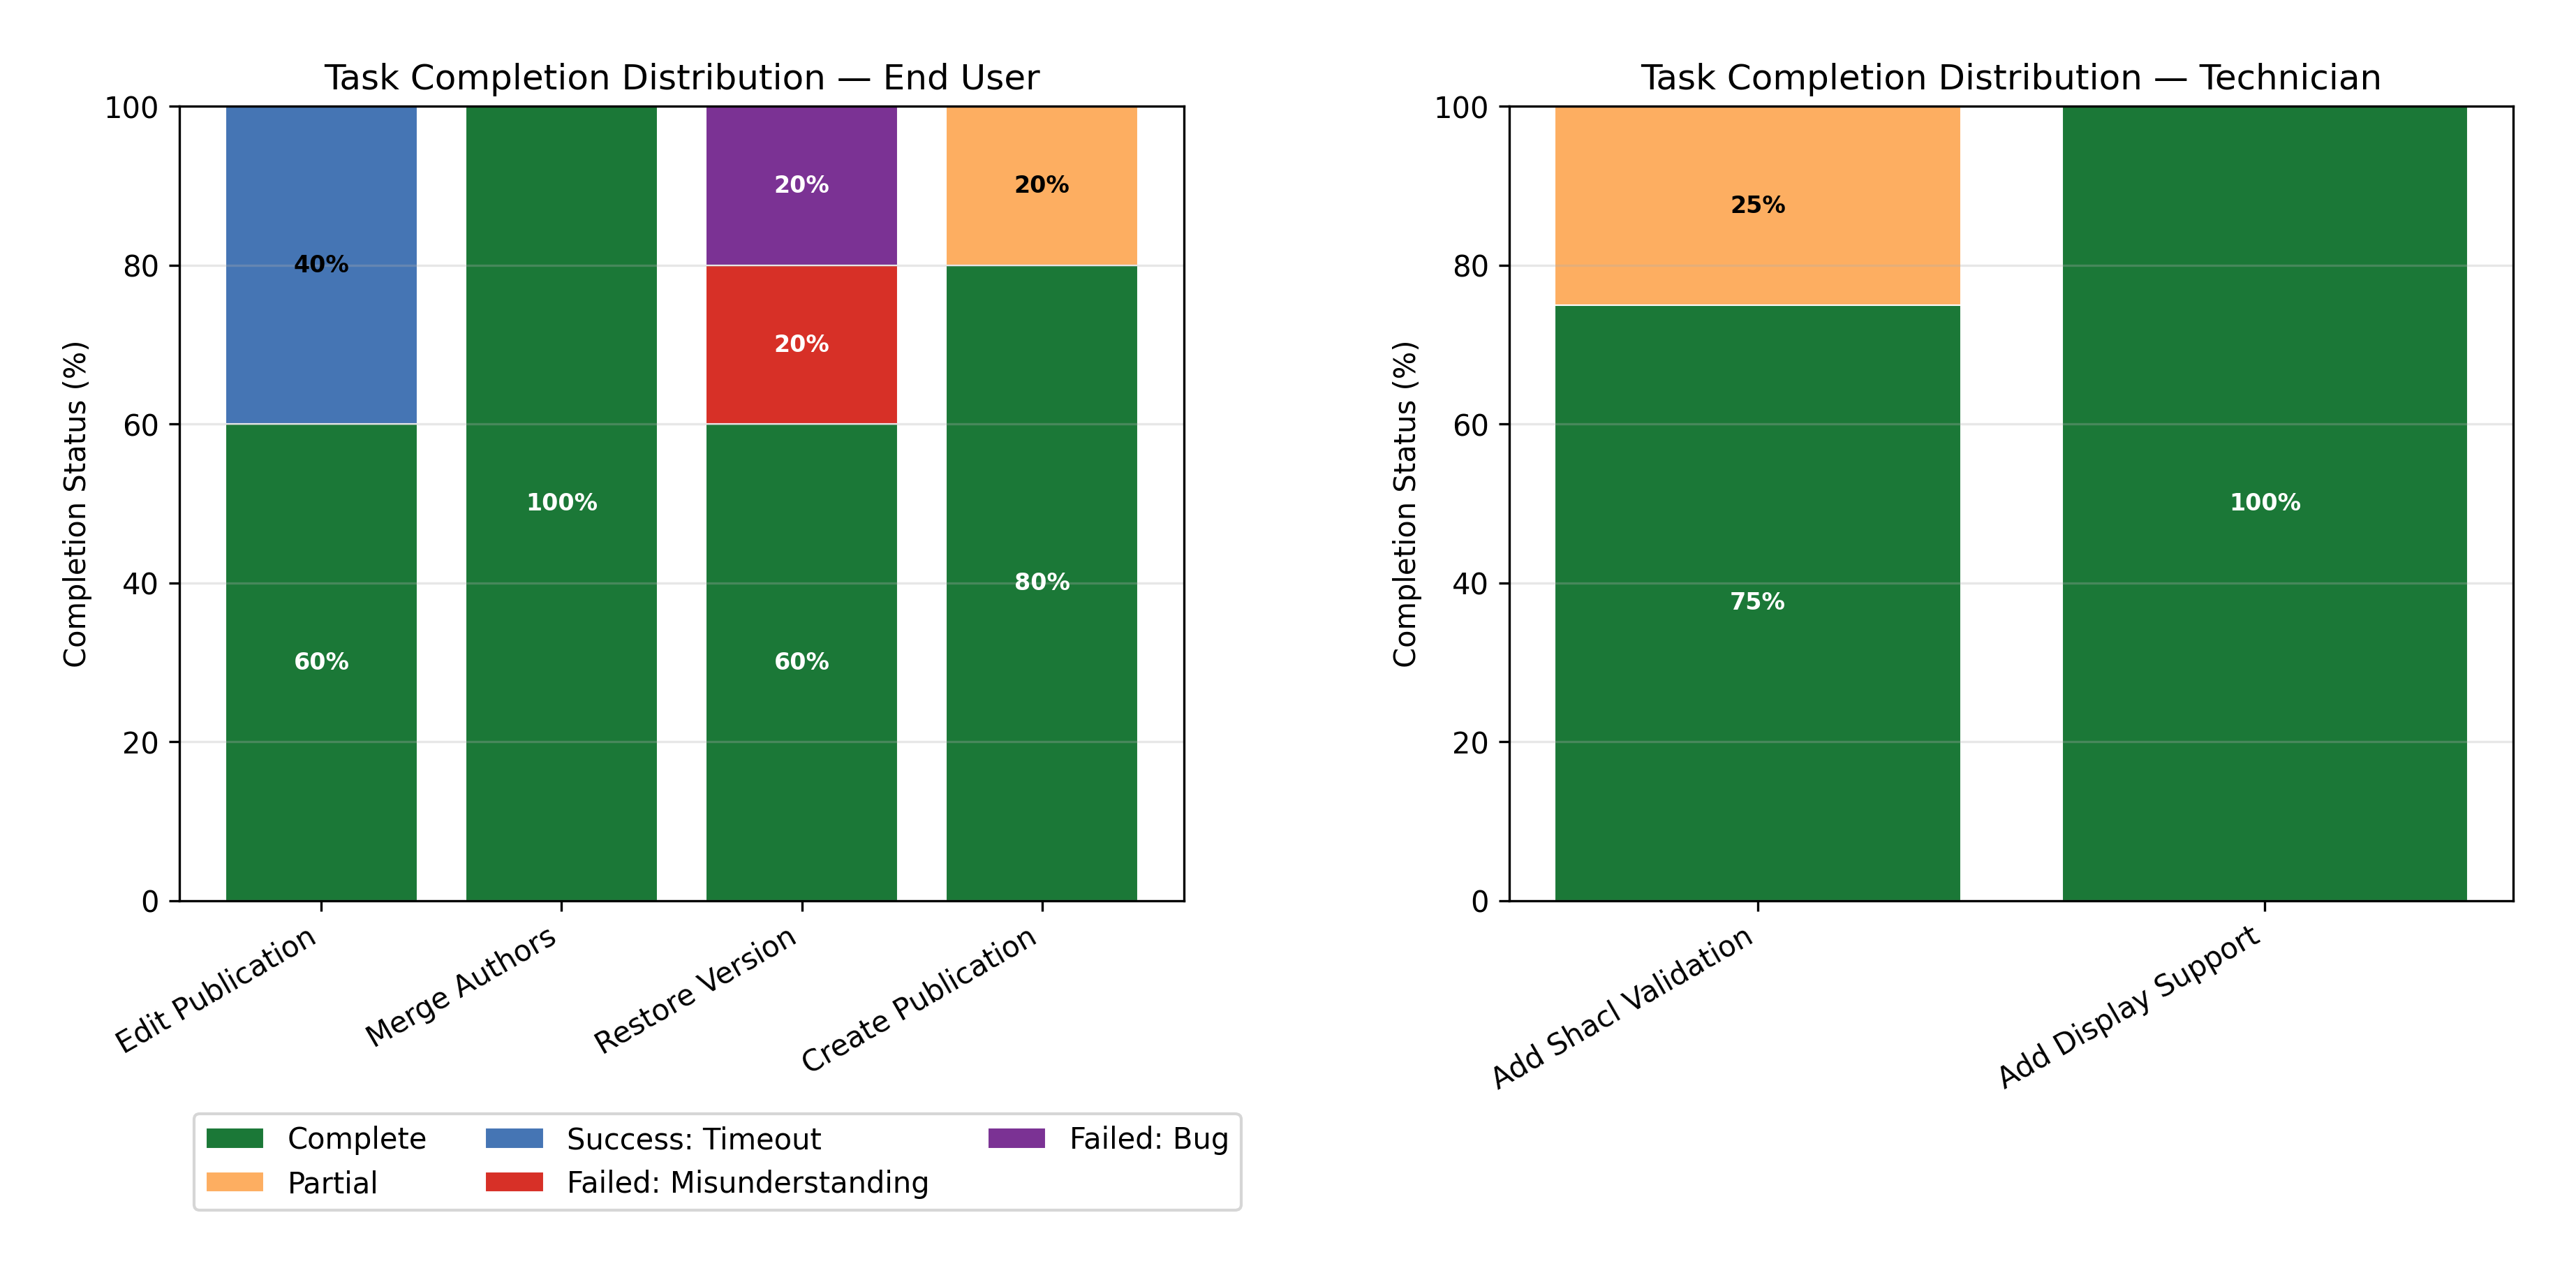 Task Completion Distribution — End User
Completion Status (%)
100
80
60
40
20
0
40%
60%
100%
20%
20%
60%
20%
80%
Edit Publication
Merge Authors
Restore Version
Create Publication
Complete
Partial
Success: Timeout
Failed: Misunderstanding
Failed: Bug
Task Completion Distribution — Technician
Completion Status (%)
100
80
60
40
20
0
25%
75%
100%
Add Shacl Validation
Add Display Support